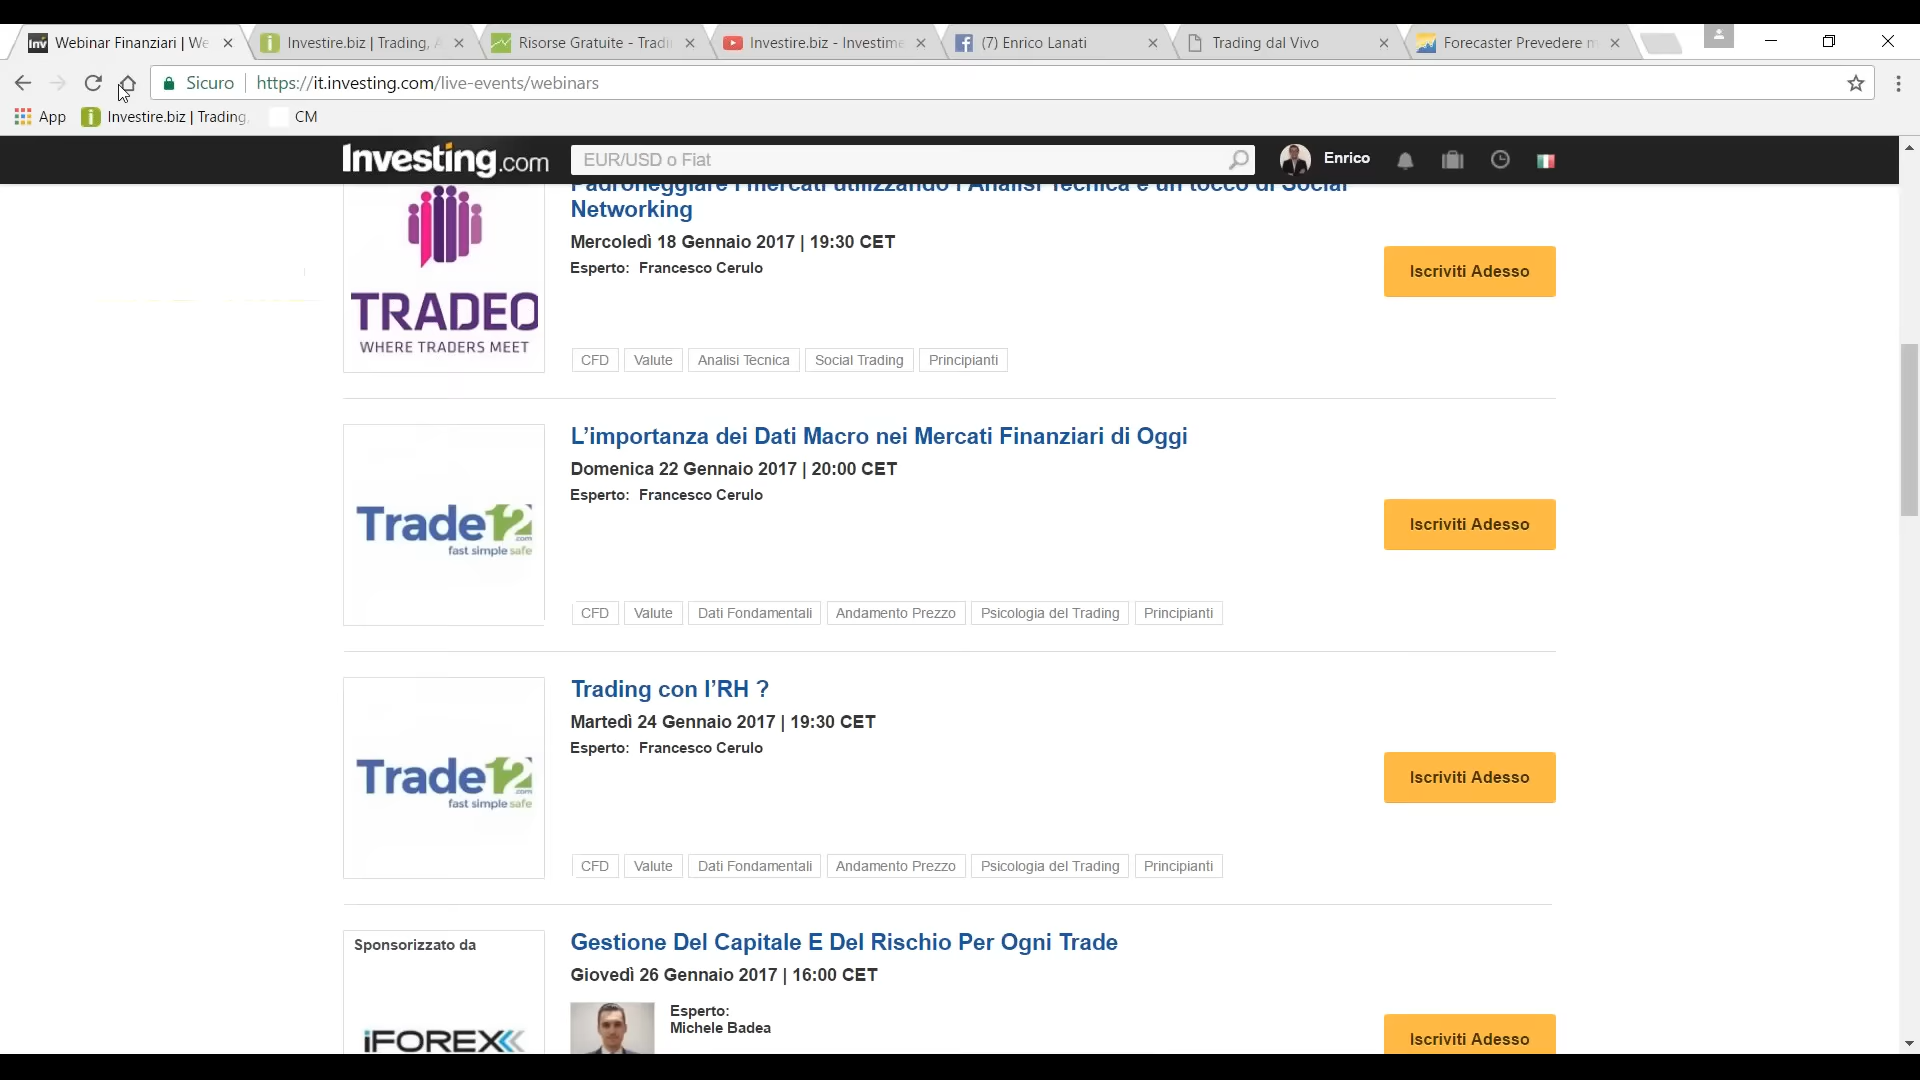 Webinar Finanziari | We
Investire.biz | Trading, A
Risorse Gratuite - Tradi
Investire.biz - Investime
(7) Enrico Lanati
Trading dal Vivo
Forecaster Prevedere m
Sicuro https://it.investing.com/live-events/webinars
App Investire.biz | Trading, CM
Investing.com EUR/USD o Fiat Enrico
Padroneggiare i mercati utilizzando l'Analisi Tecnica e un tocco di Social
Networking
Mercoledì 18 Gennaio 2017 | 19:30 CET
Esperto: Francesco Cerulo
Iscriviti Adesso
TRADEO
WHERE TRADERS MEET
CFD Valute Analisi Tecnica Social Trading Principianti
L'importanza dei Dati Macro nei Mercati Finanziari di Oggi
Domenica 22 Gennaio 2017 | 20:00 CET
Esperto: Francesco Cerulo
Trade12.com
fast simple safe
Iscriviti Adesso
CFD Valute Dati Fondamentali Andamento Prezzo Psicologia del Trading Principianti
Trading con l'RH ?
Martedì 24 Gennaio 2017 | 19:30 CET
Esperto: Francesco Cerulo
Trade12.com
fast simple safe
Iscriviti Adesso
CFD Valute Dati Fondamentali Andamento Prezzo Psicologia del Trading Principianti
Sponsorizzato da
iFOREX
Gestione Del Capitale E Del Rischio Per Ogni Trade
Giovedì 26 Gennaio 2017 | 16:00 CET
Esperto:
Michele Badea
Iscriviti Adesso